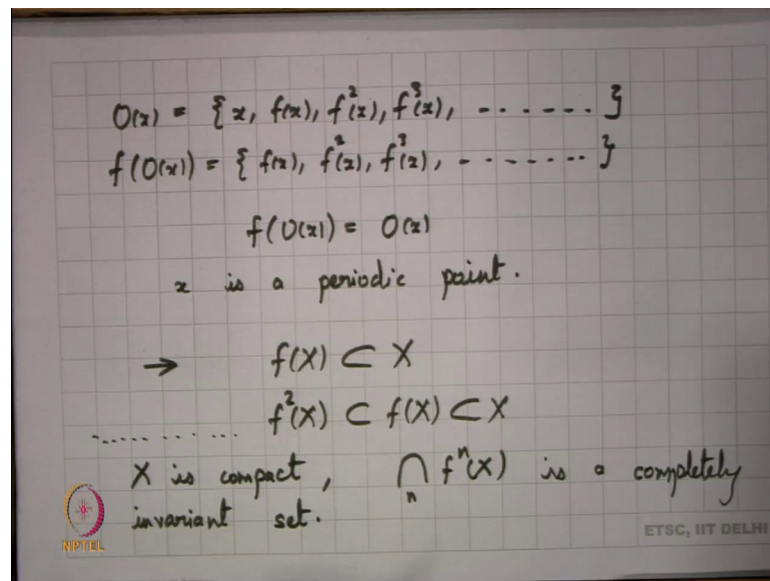 O(x) = { x, f(x), f²(x), f³(x), ....... }
f(O(x)) = { f(x), f²(x), f³(x), ........ }
f(O(x)) = O(x)
x is a periodic point.
→ f(X) ⊂ X
f²(X) ⊂ f(X) ⊂ X
..........
X is compact, ⋂ₙ fⁿ(X) is a completely
invariant set.
NPTEL
ETSC, IIT DELHI